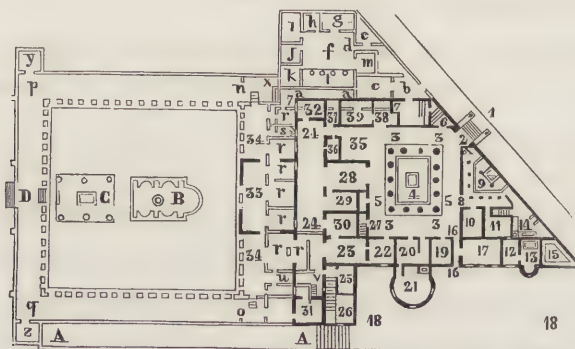 i h g
e
d
f
j m
k
y
p n x 7 a a c b
r 32 31 39 38 7 6 1
s 24 3 3 2
34 r 36 35
9
28 4
33 r
D C B 29 5 5 8
r 24 30 27 3 3 16 10 11 14
34 r r 23 22 20 19 17 12 13 15
u v 25 16
21
q o 31 26 18 18
z A A